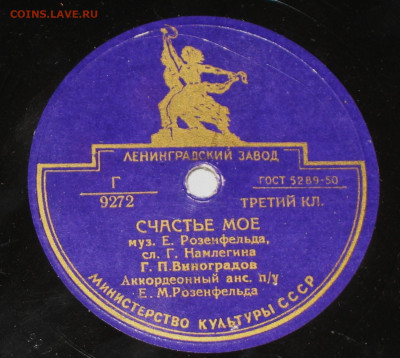 COINS.LAVE.RU
ЛЕНИНГРАДСКИЙ ЗАВОД
Г
9272
ГОСТ 5289-50
ТРЕТИЙ КЛ.
СЧАСТЬЕ МОЕ
муз. Е. Розенфельда,
сл. Г. Намлегина
Г. П. Виноградов
Аккордеонный анс. п/у
Е. М. Розенфельда
МИНИСТЕРСТВО КУЛЬТУРЫ СССР